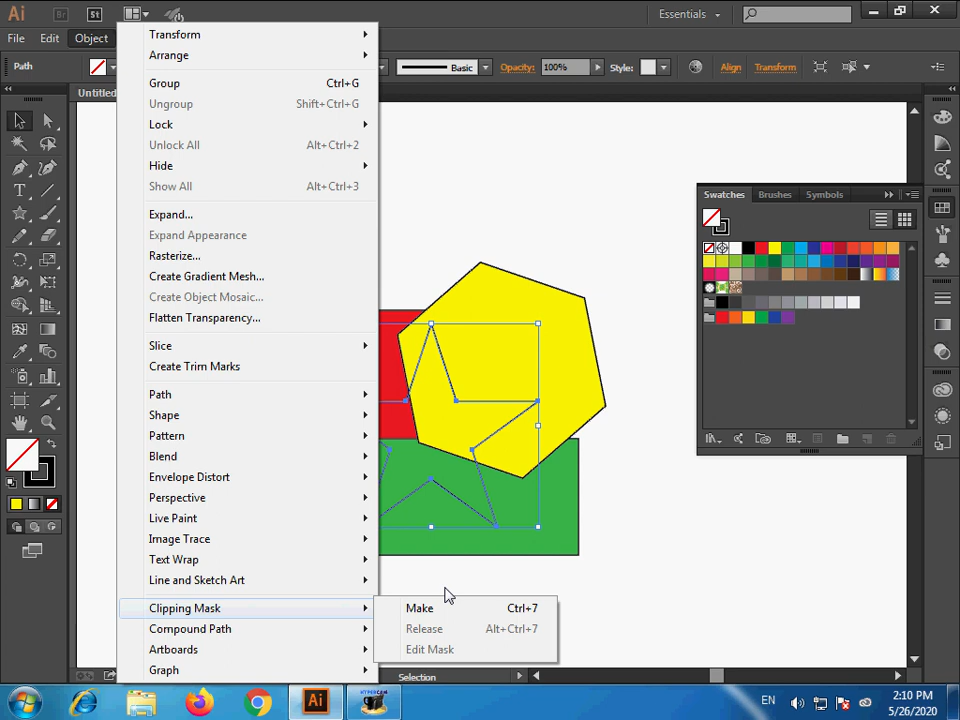 Ai Br St Essentials
File Edit Object
Path Basic Opacity: 100% Style: Align Transform
Untitled
Transform
Arrange
Group Ctrl+G
Ungroup Shift+Ctrl+G
Lock
Unlock All Alt+Ctrl+2
Hide
Show All Alt+Ctrl+3
Expand...
Expand Appearance
Rasterize...
Create Gradient Mesh...
Create Object Mosaic...
Flatten Transparency...
Slice
Create Trim Marks
Path
Shape
Pattern
Blend
Envelope Distort
Perspective
Live Paint
Image Trace
Text Wrap
Line and Sketch Art
Clipping Mask
Compound Path
Artboards
Graph
Make Ctrl+7
Release Alt+Ctrl+7
Edit Mask
Swatches Brushes Symbols
Selection
Ai HYPERCAM EN 2:10 PM
5/26/2020